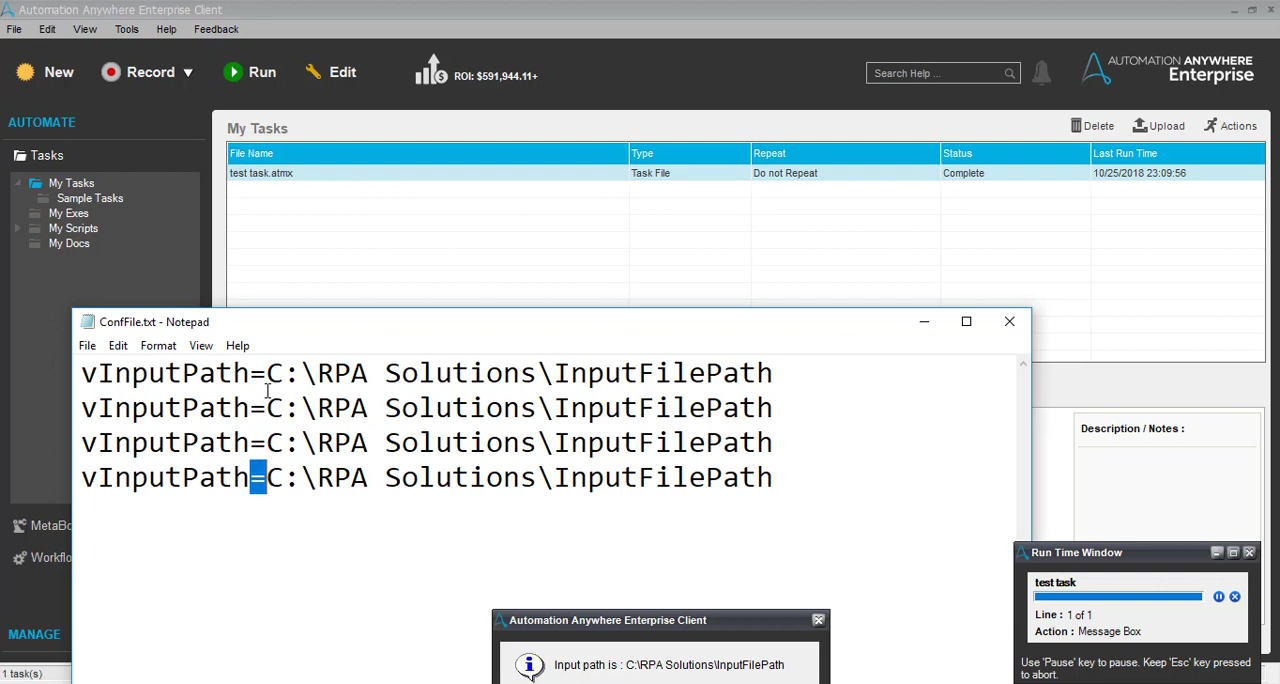 Automation Anywhere Enterprise Client
File Edit View Tools Help Feedback
New Record Run Edit ROI: $591,944.11+ Search Help ... AUTOMATION ANYWHERE Enterprise
AUTOMATE
Tasks
My Tasks
Sample Tasks
My Exes
My Scripts
My Docs
MetaBo
Workflo
MANAGE
1 task(s)
My Tasks Delete Upload Actions
File Name Type Repeat Status Last Run Time
test task.atmx Task File Do not Repeat Complete 10/25/2018 23:09:56
Description / Notes :
ConfFile.txt - Notepad
File Edit Format View Help
vInputPath=C:\RPA Solutions\InputFilePath
vInputPath=C:\RPA Solutions\InputFilePath
vInputPath=C:\RPA Solutions\InputFilePath
vInputPath=C:\RPA Solutions\InputFilePath
Automation Anywhere Enterprise Client
Input path is : C:\RPA Solutions\InputFilePath
Run Time Window
test task
Line : 1 of 1
Action : Message Box
Use 'Pause' key to pause. Keep 'Esc' key pressed
to abort.